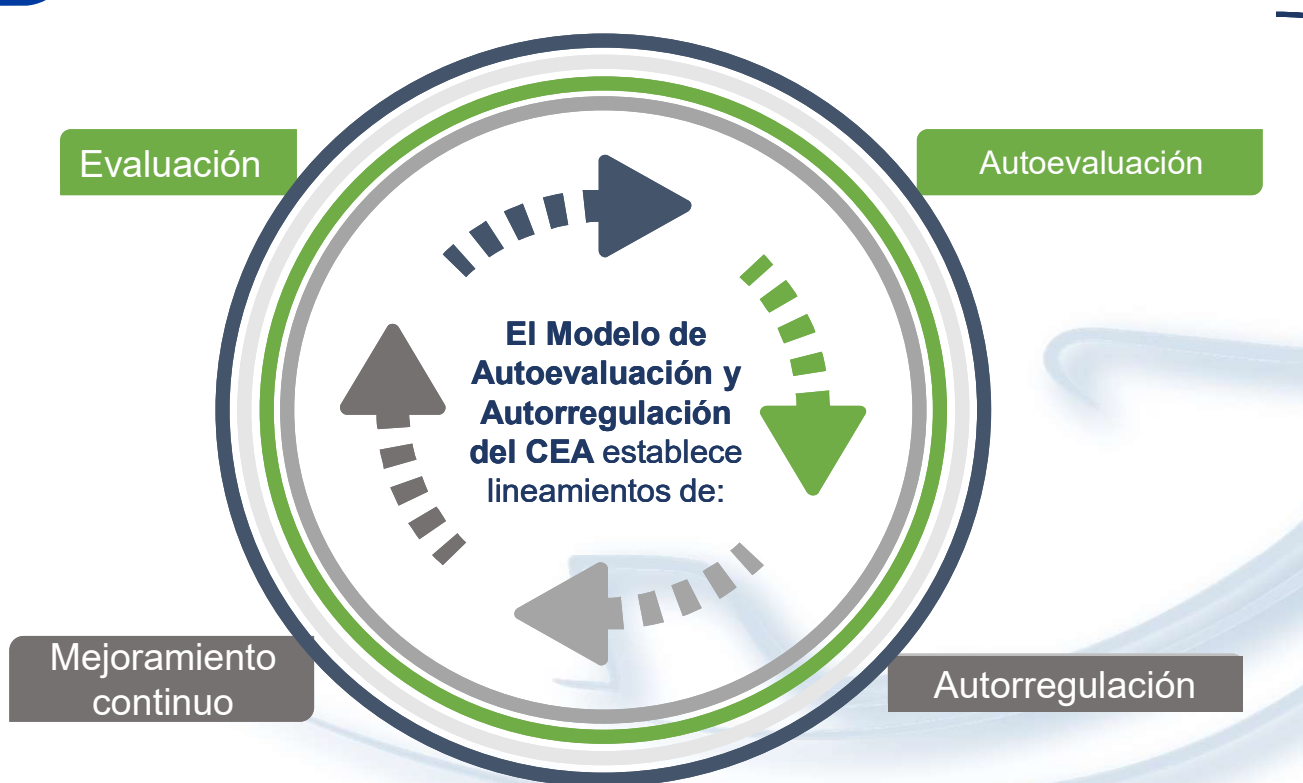 Evaluación
Autoevaluación
El Modelo de
Autoevaluación y
Autorregulación
del CEA establece
lineamientos de:
Mejoramiento
continuo
Autorregulación